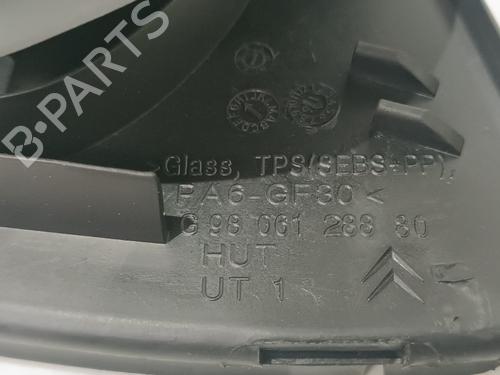 B-PARTS
Glass, TPS(SEBS+PP),
PA6-GF30<
G 98 061 288 80
HUT
UT 1